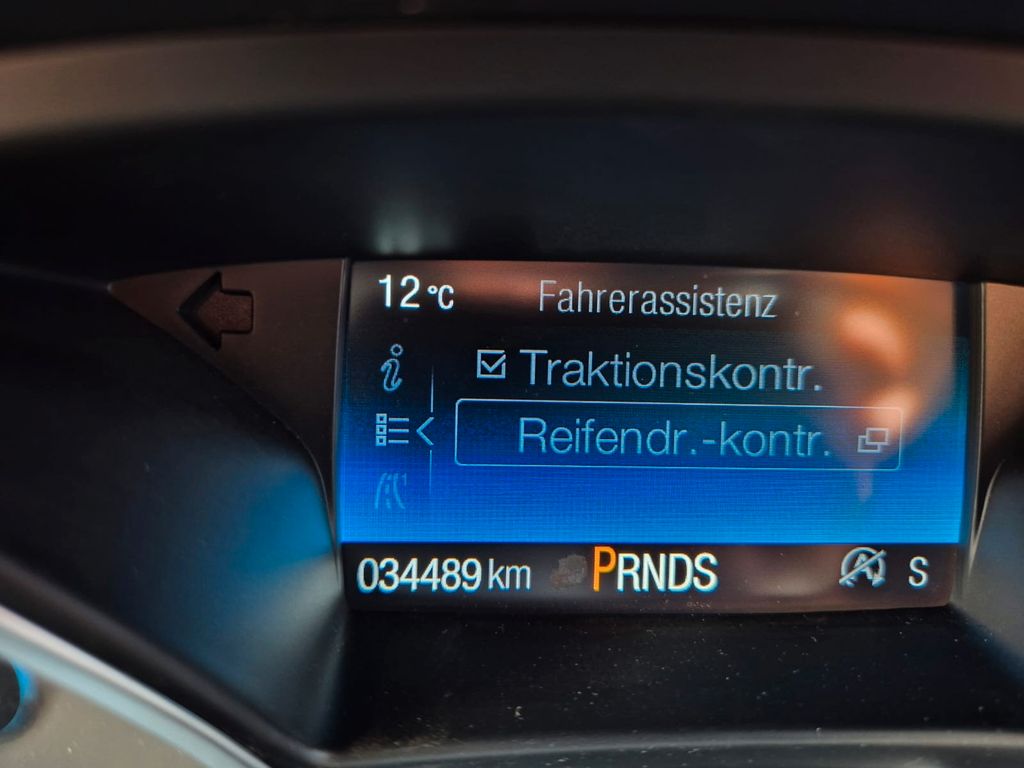 12 °C Fahrerassistenz
Traktionskontr.
Reifendr.-kontr.
034489 km PRNDS A S